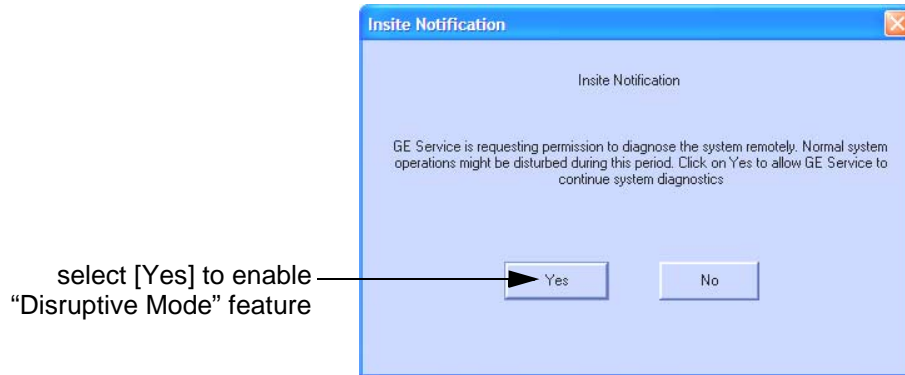 Insite Notification
Insite Notification
GE Service is requesting permission to diagnose the system remotely. Normal system
operations might be disturbed during this period. Click on Yes to allow GE Service to
continue system diagnostics
select [Yes] to enable
“Disruptive Mode” feature
Yes
No